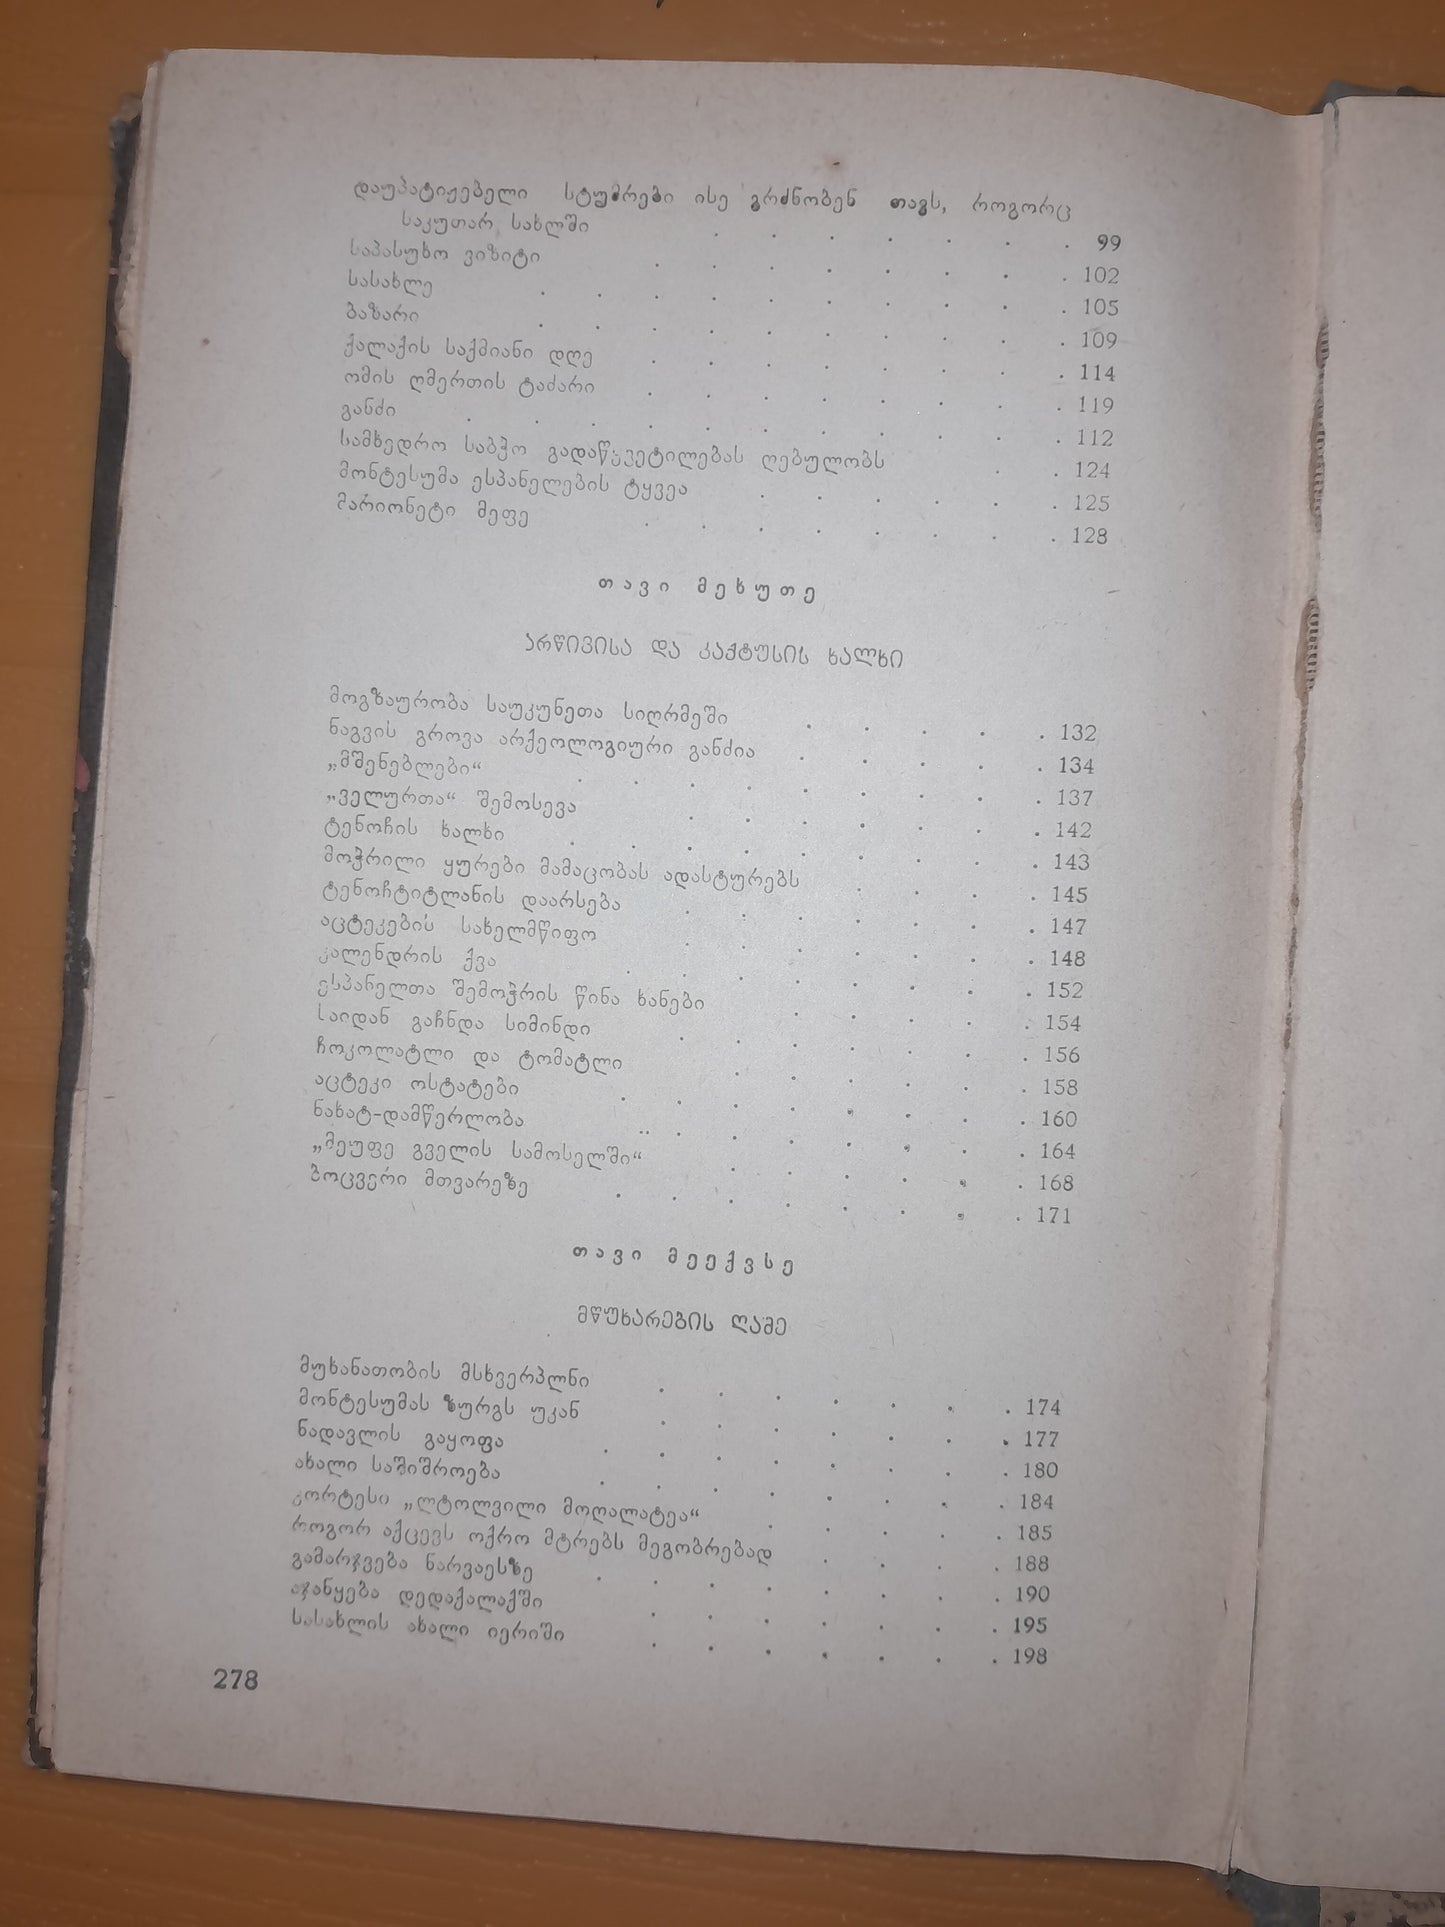 დაუპატიჟებელი სტუმრები ისე გრძნობენ თავს, როგორც
საკუთარ სახლში . . . . . . . 99
საპასუხო ვიზიტი . . . . . . . . 102
სასახლე . . . . . . . . . . 105
ბაზარი . . . . . . . . . . 109
ქალაქის საქმიანი დღე . . . . . . . . 114
ომის ღმერთის ტაძარი . . . . . . . . 119
განძი . . . . . . . . . . . 112
სამხედრო საბჭო გადაწყვეტილებას ღებულობს . . 124
მონტესუმა ესპანელების ტყვეა . . . . . . 125
მარიონეტი მეფე . . . . . . . . 128
თავი მეხუთე
არწივისა და კაქტუსის ხალხი
მოგზაურობა საუკუნეთა სიღრმეში . . . . . 132
ნაგვის გროვა არქეოლოგიური განძია . . . . . 134
„მშენებლები“ . . . . . . . . . 137
„ველურთა“ შემოსევა . . . . . . . 142
ტენოჩის ხალხი . . . . . . . . . 143
მოჭრილი ყურები მამაცობას ადასტურებს . . . . 145
ტენოჩტიტლანის დაარსება . . . . . . . 147
აცტეკების სახელმწიფო . . . . . . . 148
კალენდრის ქვა . . . . . . . . 152
ესპანელთა შემოჭრის წინა ხანები . . . . . 154
საიდან გაჩნდა სიმინდი . . . . . . . 156
ჩოკოლატლი და ტომატლი . . . . . . 158
აცტეკი ოსტატები . . . . . . . . 160
ნახატ-დამწერლობა . . . . . . . . 164
„მეუფე გველის სამოსელში“ . . . . . . 168
ბოცვერი მთვარეზე . . . . . . . . 171
თავი მეექვსე
მწუხარების ღამე
მუხანათობის მსხვერპლნი . . . . . . . 174
მონტესუმას ზურგს უკან . . . . . . . 177
ნადავლის გაყოფა . . . . . . . . 180
ახალი საშიშროება . . . . . . . . 184
კორტესი „ღტოლვილი მოღალატეა“ . . . . . 185
როგორ აქცევს ოქრო მტრებს მეგობრებად . . . . 188
გამარჯვება ნარვაესზე . . . . . . . . 190
აჯანყება დედაქალაქში . . . . . . . 195
სასახლის ახალი იერიში . . . . . . . 198
278